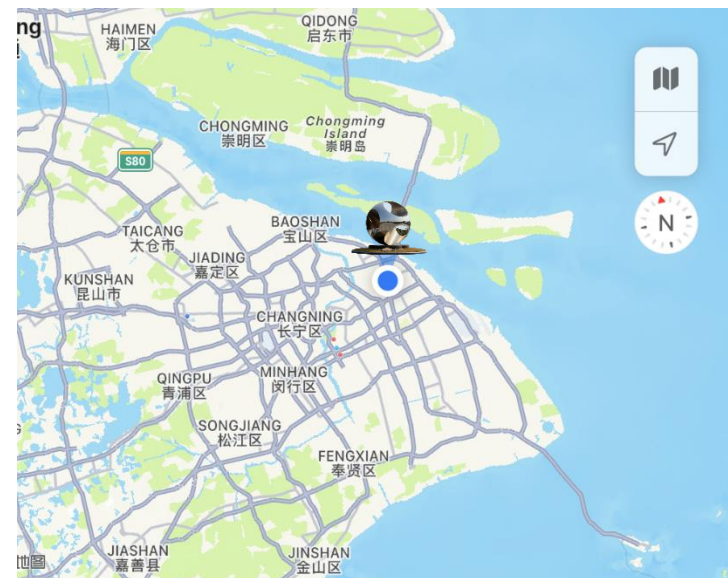 ng
HAIMEN
海门区
QIDONG
启东市
CHONGMING
崇明区
Chongming
Island
崇明岛
S80
TAICANG
太仓市
BAOSHAN
宝山区
JIADING
嘉定区
KUNSHAN
昆山市
CHANGNING
长宁区
QINGPU
青浦区
MINHANG
闵行区
SONGJIANG
松江区
FENGXIAN
奉贤区
JIASHAN
嘉善县
JINSHAN
金山区
地图
N